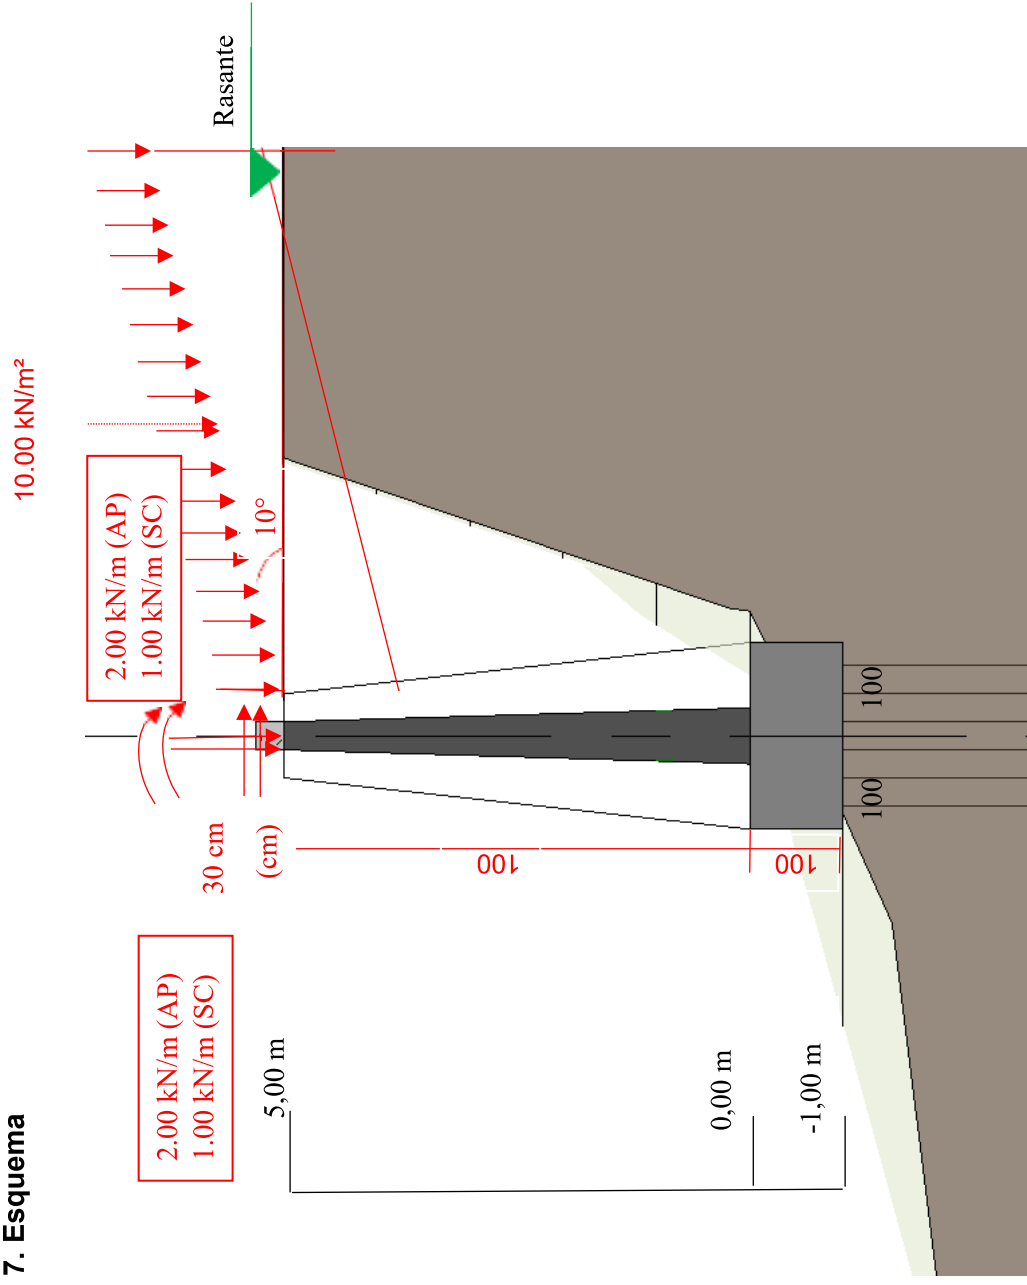 7. Esquema
10.00 kN/m²
2.00 kN/m (AP)
1.00 kN/m (SC)
2.00 kN/m (AP)
1.00 kN/m (SC)
Rasante
10°
30 cm
(cm)
5,00 m
100
0,00 m
100
-1,00 m
100
100